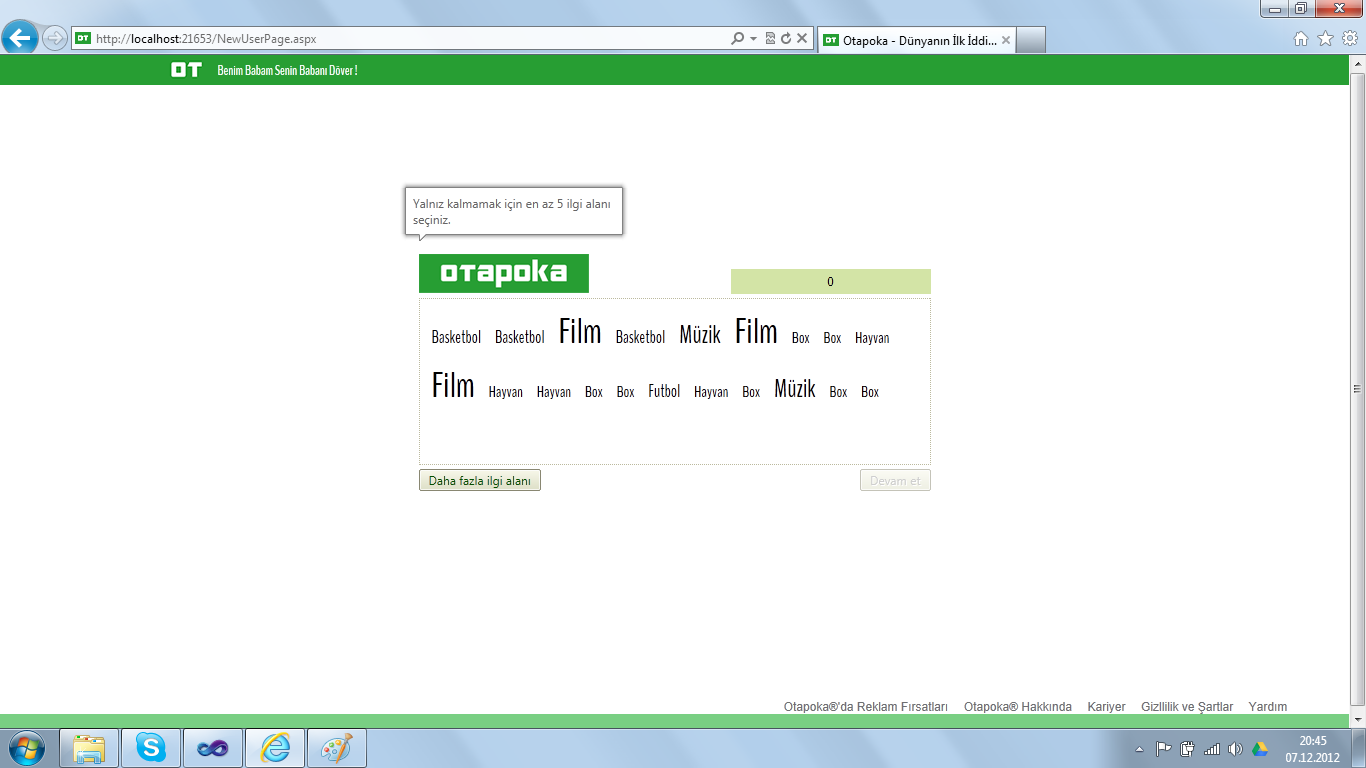 http://localhost:21653/NewUserPage.aspx
OT Otapoka - Dünyanın İlk İddi...
OT Benim Babam Senin Babanı Döver !
Yalnız kalmamak için en az 5 ilgi alanı
seçiniz.
otapoka
0
Basketbol Basketbol Film Basketbol Müzik Film Box Box Hayvan
Film Hayvan Hayvan Box Box Futbol Hayvan Box Müzik Box Box
Daha fazla ilgi alanı Devam et
Otapoka®'da Reklam Fırsatları Otapoka® Hakkında Kariyer Gizllilik ve Şartlar Yardım
20:45
07.12.2012